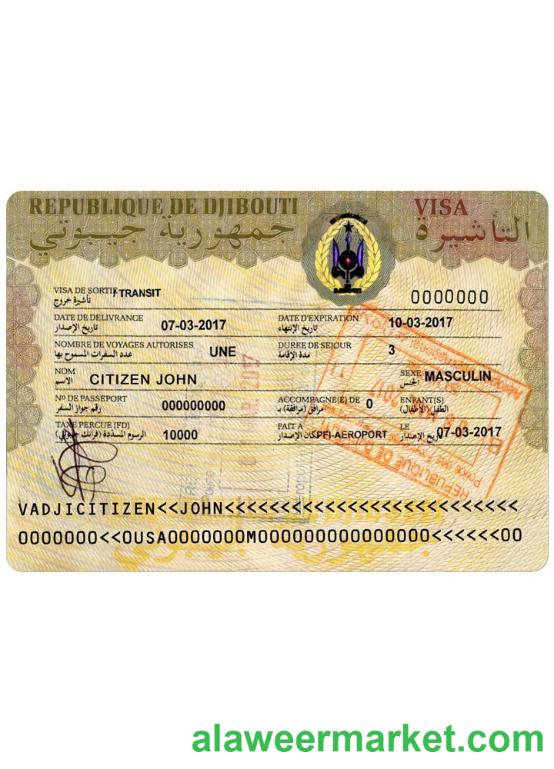 REPUBLIQUE DE DJIBOUTI VISA
جمهورية جيبوتي التأشيرة
VISA DE SORTIE TRANSIT 0000000
تأشيرة خروج
DATE DE DELIVRANCE 07-03-2017 DATE D'EXPIRATION 10-03-2017
تاريخ الإصدار تاريخ الإنتهاء
NOMBRE DE VOYAGES AUTORISES UNE DUREE DE SEJOUR 3
عدد السفرات المسموح بها مدة الإقامة
NOM CITIZEN JOHN SEXE MASCULIN
الاسم الجنس
N° DE PASSEPORT 000000000 ACCOMPAGNE(E) DE 0 ENFANT(S)
رقم جواز السفر مرافق (مرافقة) بـ الطفل (الأطفال)
TAXE PERCUE (FD) 10000 FAIT A PFI-AEROPORT LE 07-03-2017
الرسوم المسددة (فرانك جيبوتي) مكان الإصدار تاريخ الإصدار
VADJICITIZEN<<JOHN<<<<<<<<<<<<<<<<<<<<<<<<<<
0000000<<0USA0000000M0000000000000000<<<<<<00
alaweermarket.com